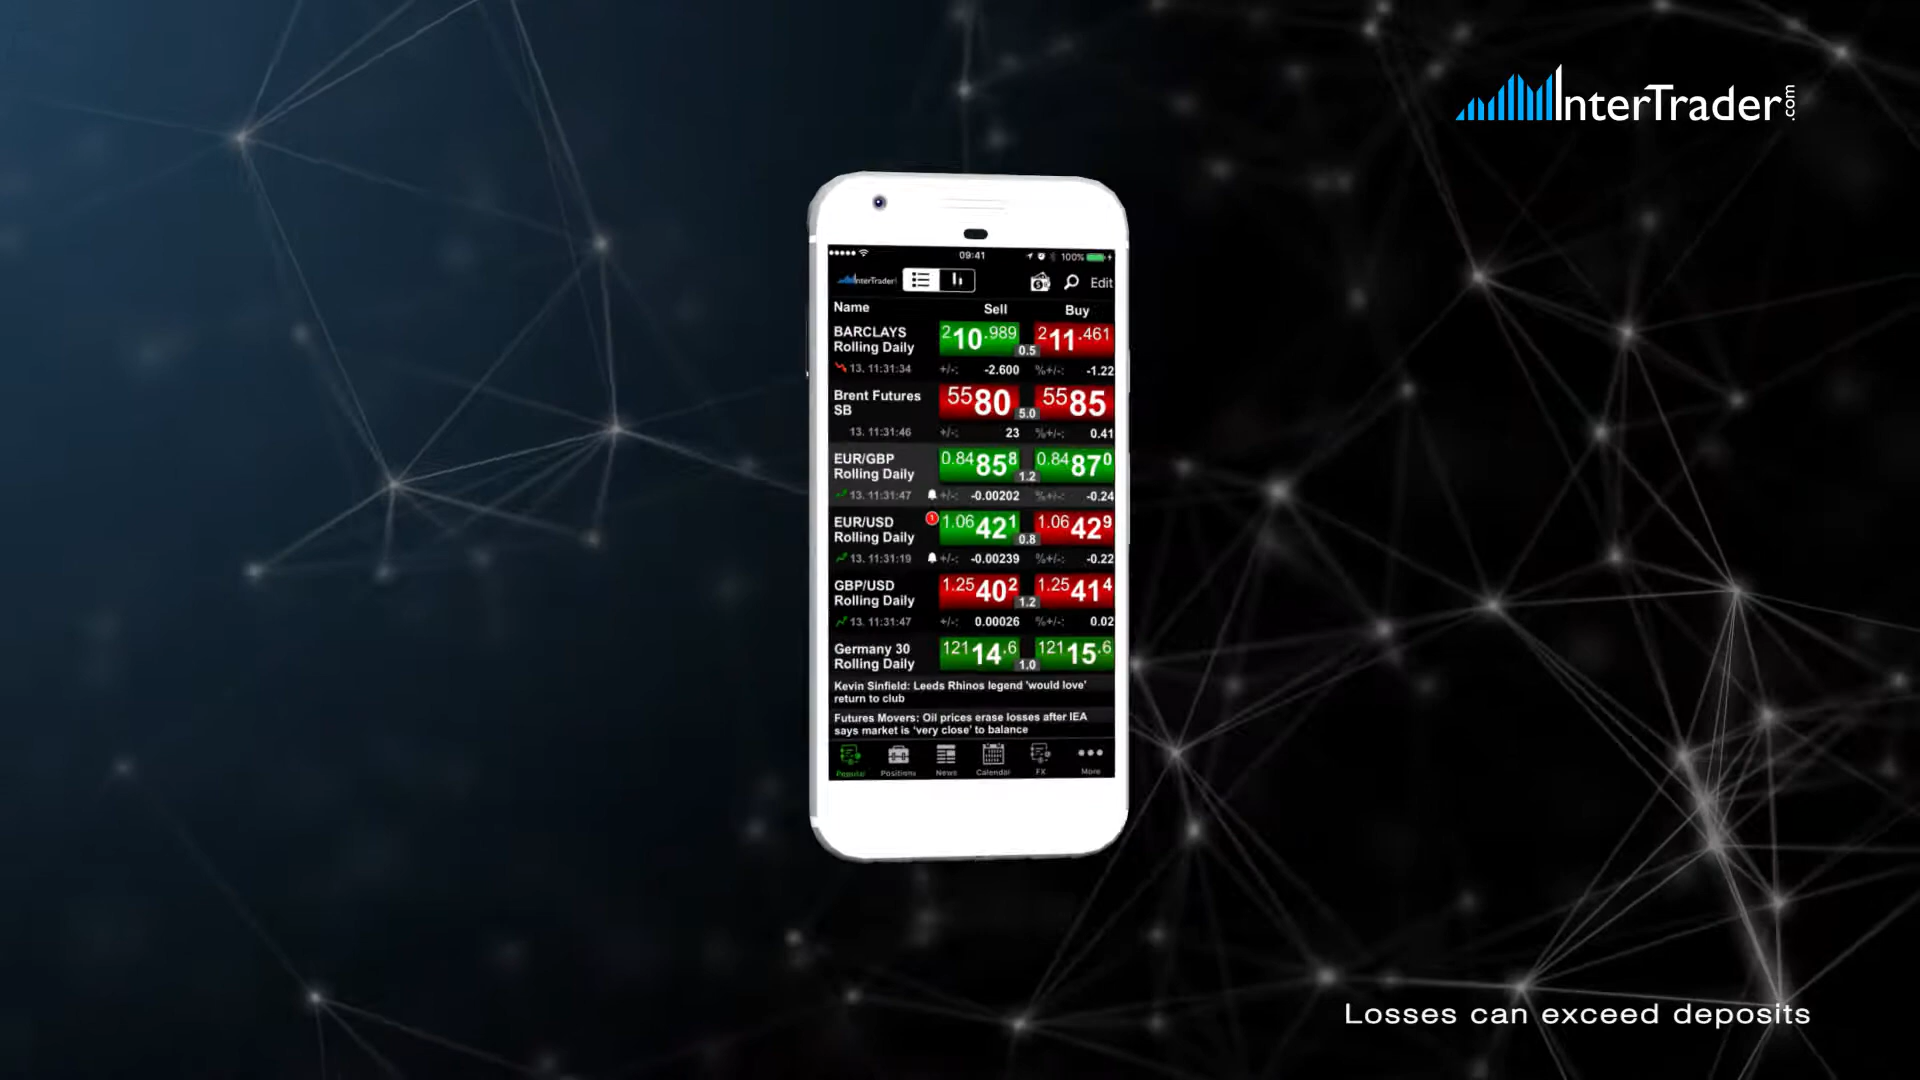 InterTrader.com
09:41 100%
InterTrader Edit
Name Sell Buy
BARCLAYS Rolling Daily 210.989 0.5 211.461
13. 11:31:34 +/-: -2.600 %+/-: -1.22
Brent Futures SB 5580 5.0 5585
13. 11:31:46 +/-: 23 %+/-: 0.41
EUR/GBP Rolling Daily 0.84858 1.2 0.84870
13. 11:31:47 +/-: -0.00202 %+/-: -0.24
EUR/USD Rolling Daily 1 1.06421 0.8 1.06429
13. 11:31:19 +/-: -0.00239 %+/-: -0.22
GBP/USD Rolling Daily 1.25402 1.2 1.25414
13. 11:31:47 +/-: 0.00026 %+/-: 0.02
Germany 30 Rolling Daily 12114.6 1.0 12115.6
Kevin Sinfield: Leeds Rhinos legend 'would love'
return to club
Futures Movers: Oil prices erase losses after IEA
says market is 'very close' to balance
Popular Positions News Calendar FX More
Losses can exceed deposits